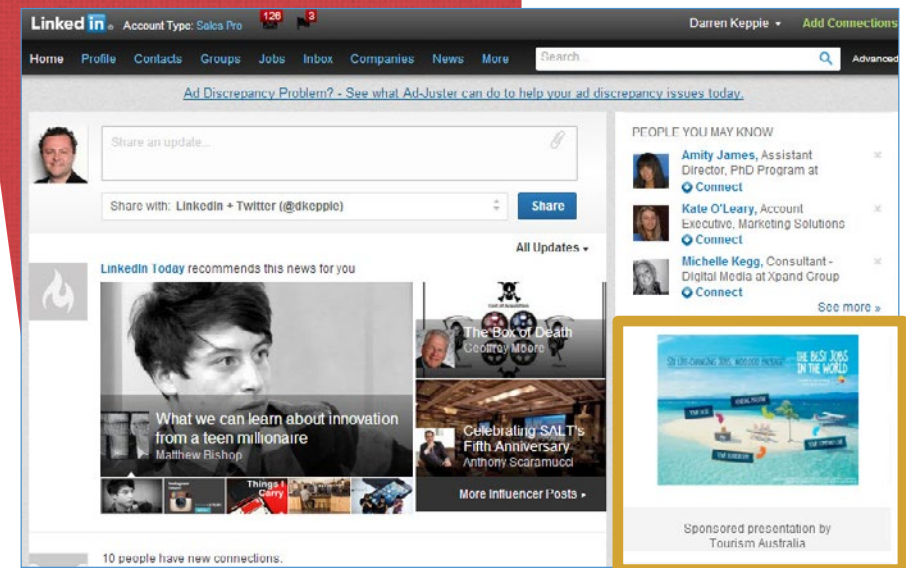 Linked in
Account Type: Sales Pro
126
3
Darren Keppie
Add Connections
Home Profile Contacts Groups Jobs Inbox Companies News More
Search...
Advanced
Ad Discrepancy Problem? - See what Ad-Juster can do to help your ad discrepancy issues today.
Share an update...
Share with: LinkedIn + Twitter (@dkeppie)
Share
All Updates
LinkedIn Today recommends this news for you
What we can learn about innovation
from a teen millionaire
Matthew Bishop
The Box of Death
Geoffrey Moore
Celebrating SALT's
Fifth Anniversary
Anthony Scaramucci
Instagram
Things I
Carry
More Influencer Posts
10 people have new connections.
PEOPLE YOU MAY KNOW
Amity James, Assistant
Director, PhD Program at
Connect
Kate O'Leary, Account
Executive, Marketing Solutions
Connect
Michelle Kegg, Consultant -
Digital Media at Xpand Group
Connect
See more »
THE BEST JOBS
IN THE WORLD
Sponsored presentation by
Tourism Australia